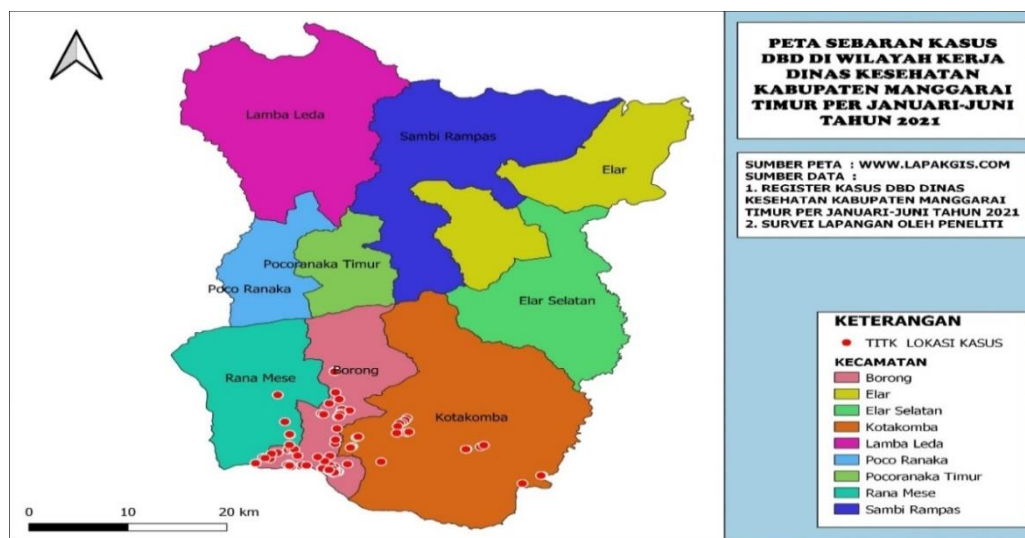 PETA SEBARAN KASUS
DBD DI WILAYAH KERJA
DINAS KESEHATAN
KABUPATEN MANGGARAI
TIMUR PER JANUARI-JUNI
TAHUN 2021
SUMBER PETA : WWW.LAPAKGIS.COM
SUMBER DATA :
1. REGISTER KASUS DBD DINAS
KESEHATAN KABUPATEN MANGGARAI
TIMUR PER JANUARI-JUNI TAHUN 2021
2. SURVEI LAPANGAN OLEH PENELITI
Lamba Leda
Sambi Rampas
Elar
Pocoranaka Timur
Poco Ranaka
Elar Selatan
Borong
Rana Mese
Kotakomba
KETERANGAN
TITK LOKASI KASUS
KECAMATAN
Borong
Elar
Elar Selatan
Kotakomba
Lamba Leda
Poco Ranaka
Pocoranaka Timur
Rana Mese
Sambi Rampas
0 10 20 km